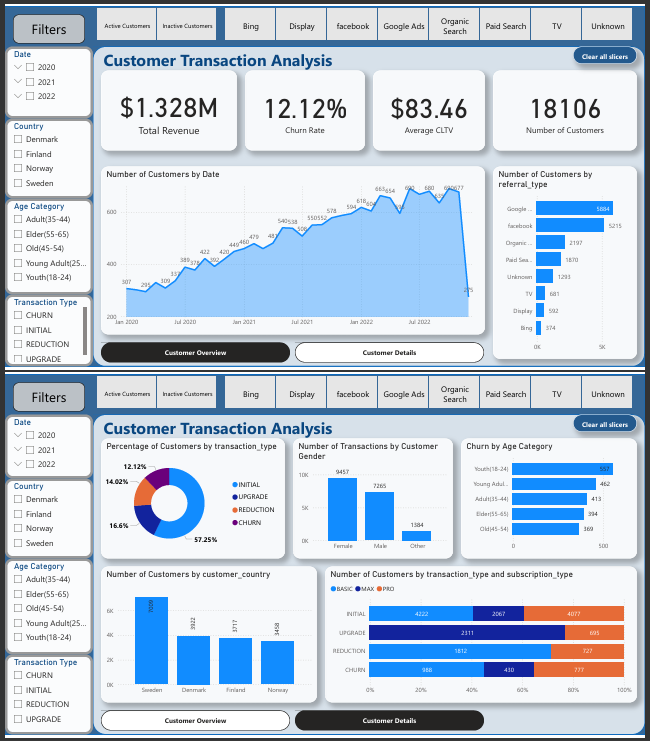 Filters
Active Customers
Inactive Customers
Bing
Display
facebook
Google Ads
Organic
Search
Paid Search
TV
Unknown
Date
2020
2021
2022
Country
Denmark
Finland
Norway
Sweden
Age Category
Adult(35-44)
Elder(55-65)
Old(45-54)
Young Adult(25...
Youth(18-24)
Transaction Type
CHURN
INITIAL
REDUCTION
UPGRADE
Customer Transaction Analysis
Clear all slicers
$1.328M
Total Revenue
12.12%
Churn Rate
$83.46
Average CLTV
18106
Number of Customers
Number of Customers by Date
600
400
200
307
295
309
337
389
378
422
392
420
449
460
479
481
540
538
508
550
552
578
594
618
604
663
654
680
690
677
275
Jan 2020
Jul 2020
Jan 2021
Jul 2021
Jan 2022
Jul 2022
Number of Customers by
referral_type
Google ...
5884
facebook
5215
Organic ...
2197
Paid Sea...
1870
Unknown
1293
TV
681
Display
592
Bing
374
0K
5K
Customer Overview
Customer Details
Filters
Active Customers
Inactive Customers
Bing
Display
facebook
Google Ads
Organic
Search
Paid Search
TV
Unknown
Date
2020
2021
2022
Country
Denmark
Finland
Norway
Sweden
Age Category
Adult(35-44)
Elder(55-65)
Old(45-54)
Young Adult(25...
Youth(18-24)
Transaction Type
CHURN
INITIAL
REDUCTION
UPGRADE
Customer Transaction Analysis
Clear all slicers
Percentage of Customers by transaction_type
12.12%
14.02%
16.6%
57.25%
INITIAL
UPGRADE
REDUCTION
CHURN
Number of Transactions by Customer
Gender
10K
5K
0K
9457
7265
1384
Female
Male
Other
Churn by Age Category
Youth(18-24)
557
Young Adul...
462
Adult(35-44)
413
Elder(55-65)
394
Old(45-54)
369
0
500
Number of Customers by customer_country
6K
4K
2K
0K
3922
3717
3458
Sweden
Denmark
Finland
Norway
Number of Customers by transaction_type and subscription_type
BASIC
MAX
PRO
INITIAL
4222
2067
4077
UPGRADE
2311
695
REDUCTION
1812
727
CHURN
988
430
777
0%
20%
40%
60%
80%
100%
Customer Overview
Customer Details